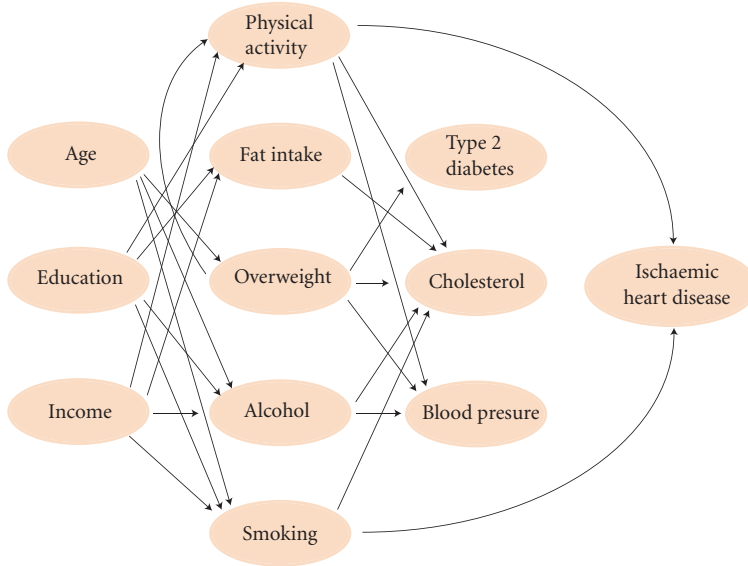 Physical
activity
Age
Fat intake
Type 2
diabetes
Education
Overweight
Cholesterol
Ischaemic
heart disease
Income
Alcohol
Blood presure
Smoking